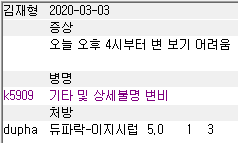 김재형 2020-03-03
증상
오늘 오후 4시부터 변 보기 어려움
병명
k5909 기타 및 상세불명 변비
처방
dupha 듀파락-이지시럽 5.0 1 3